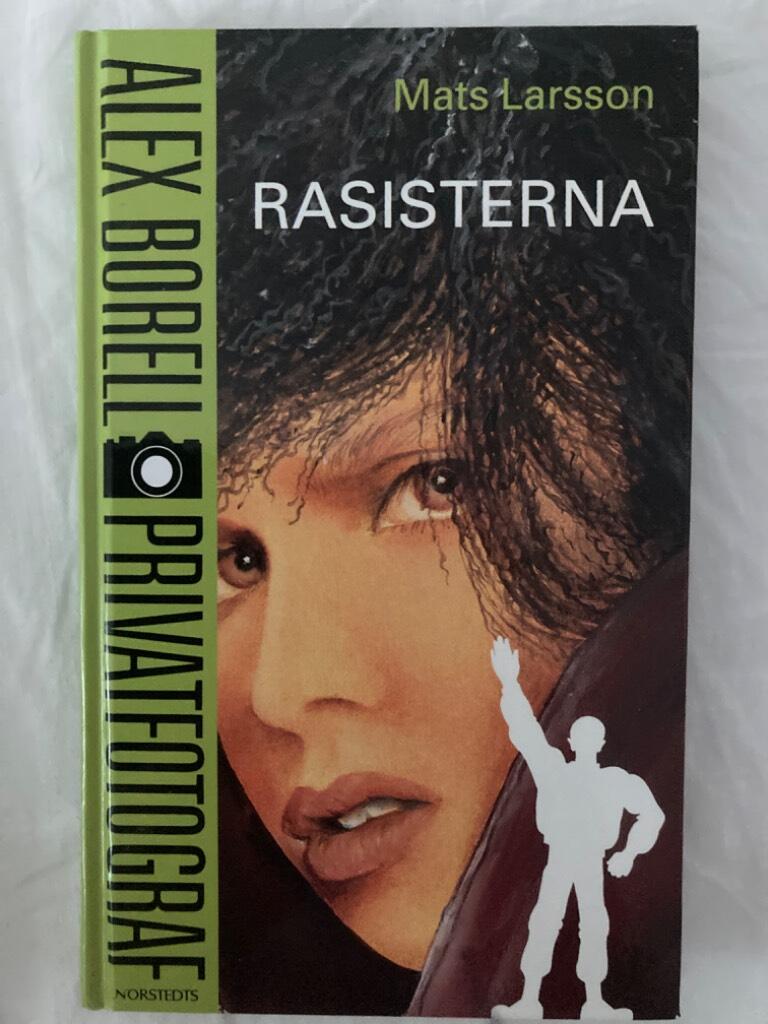 Mats Larsson
RASISTERNA
ALEX BORELL PRIVATFOTOGRAF
NORSTEDTS